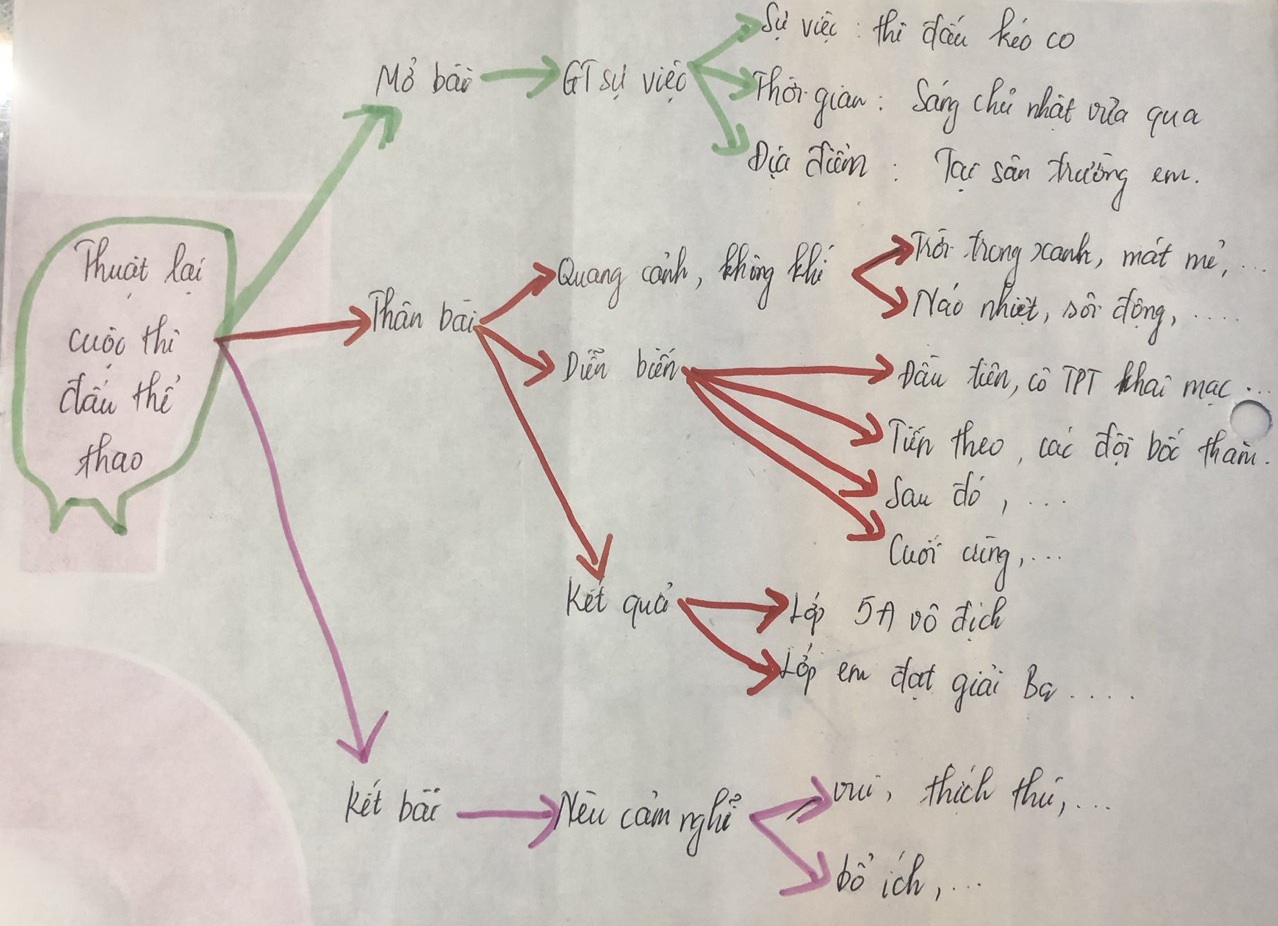 Thuật lại
cuộc thi
đấu thể
thao
Mở bài
GT sự việc
Sự việc : thi đấu kéo co
Thời gian : Sáng chủ nhật vừa qua
Địa điểm : Tại sân trường em.
Thân bài
Quang cảnh, không khí
Trời trong xanh, mát mẻ, ...
Náo nhiệt, sôi động, ....
Diễn biến
Đầu tiên, cô TPT khai mạc ...
Tiếp theo, các đội bốc thăm.
Sau đó , ...
Cuối cùng, ...
Kết quả
Lớp 5A vô địch
Lớp em đạt giải Ba ....
Kết bài
Nêu cảm nghĩ
vui, thích thú, ...
bổ ích, ...